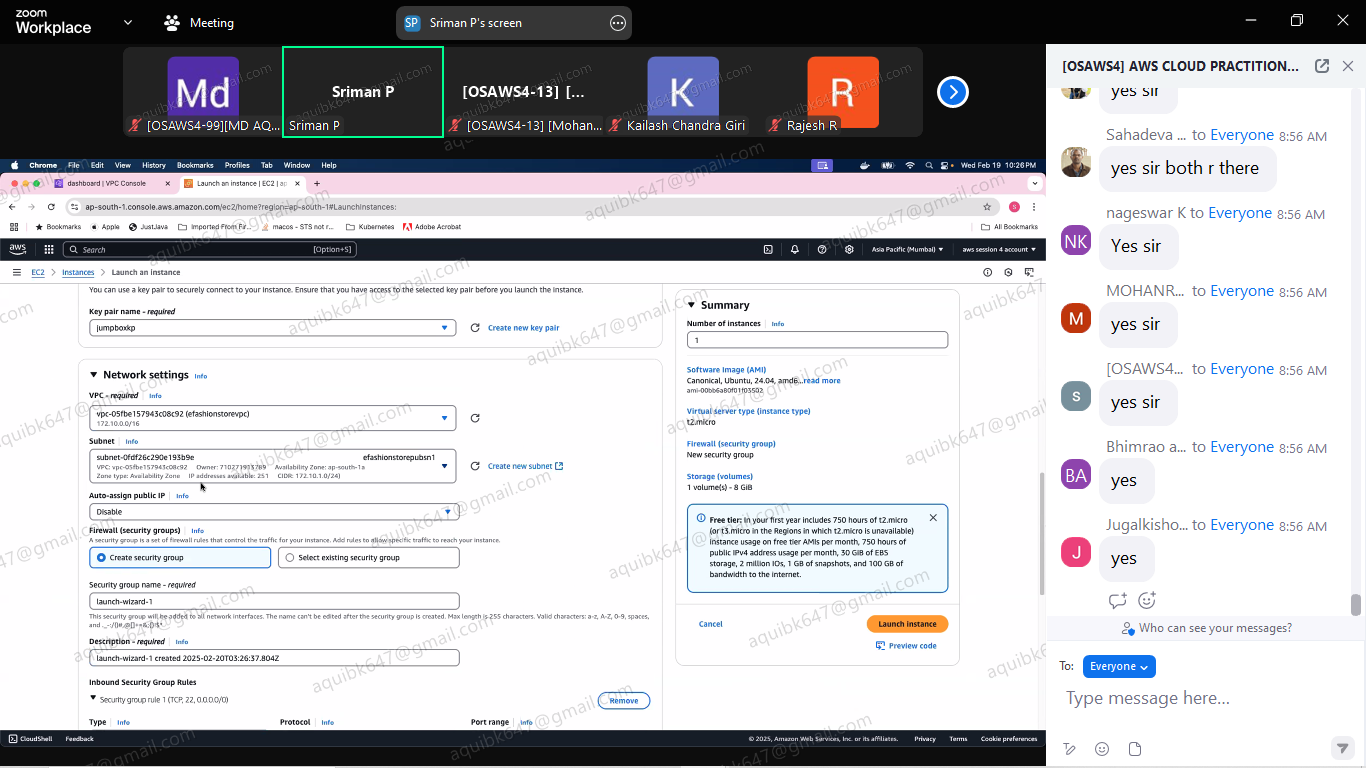 zoom
Workplace
Meeting
SP Sriman P's screen
Md
[OSAWS4-99][MD AQ...
Sriman P
Sriman P
[OSAWS4-13] [...
[OSAWS4-13] [Mohan...
K
Kailash Chandra Giri
R
Rajesh R
Chrome File Edit View History Bookmarks Profiles Tab Window Help
Wed Feb 19 10:26 PM
dashboard | VPC Console
Launch an instance | EC2 | ap
ap-south-1.console.aws.amazon.com/ec2/home?region=ap-south-1#LaunchInstances:
Bookmarks Apple JustJava Imported From Fir... macos - STS not r... Kubernetes Adobe Acrobat All Bookmarks
aws Search [Option+S] Asia Pacific (Mumbai) aws session 4 account
EC2 > Instances > Launch an instance
You can use a key pair to securely connect to your instance. Ensure that you have access to the selected key pair before you launch the instance.
Key pair name - required
jumpboxkp
Create new key pair
Network settings Info
VPC - required Info
vpc-05fbe157943c08c92 (efashionstorevpc)
172.10.0.0/16
Subnet Info
subnet-0fdf26c290e193b9e efashionstorepubsn1
VPC: vpc-05fbe157943c08c92 Owner: 710271913789 Availability Zone: ap-south-1a
Zone type: Availability Zone IP addresses available: 251 CIDR: 172.10.1.0/24)
Create new subnet
Auto-assign public IP Info
Disable
Firewall (security groups) Info
A security group is a set of firewall rules that control the traffic for your instance. Add rules to allow specific traffic to reach your instance.
Create security group
Select existing security group
Security group name - required
launch-wizard-1
This security group will be added to all network interfaces. The name can't be edited after the security group is created. Max length is 255 characters. Valid characters: a-z, A-Z, 0-9, spaces,
Description - required Info
launch-wizard-1 created 2025-02-20T03:26:37.804Z
Inbound Security Group Rules
Security group rule 1 (TCP, 22, 0.0.0.0/0)
Remove
Type Info Protocol Info Port range Info
Summary
Number of instances Info
1
Software Image (AMI)
Canonical, Ubuntu, 24.04, amd6...read more
ami-00bb6a80f01f03502
Virtual server type (instance type)
t2.micro
Firewall (security group)
New security group
Storage (volumes)
1 volume(s) - 8 GiB
Free tier: In your first year includes 750 hours of t2.micro
(or t3.micro in the Regions in which t2.micro is unavailable)
instance usage on free tier AMIs per month, 750 hours of
public IPv4 address usage per month, 30 GiB of EBS
storage, 2 million IOs, 1 GB of snapshots, and 100 GB of
bandwidth to the internet.
Cancel
Launch instance
Preview code
CloudShell Feedback © 2025, Amazon Web Services, Inc. or its affiliates. Privacy Terms Cookie preferences
[OSAWS4] AWS CLOUD PRACTITION...
yes sir
Sahadeva ... to Everyone 8:56 AM
yes sir both r there
nageswar K to Everyone 8:56 AM
NK
Yes sir
MOHANR... to Everyone 8:56 AM
M
yes sir
[OSAWS4... to Everyone 8:56 AM
S
yes sir
Bhimrao a... to Everyone 8:56 AM
BA
yes
Jugalkisho... to Everyone 8:56 AM
J
yes
Who can see your messages?
To: Everyone
Type message here...
aquibk647@gmail.com